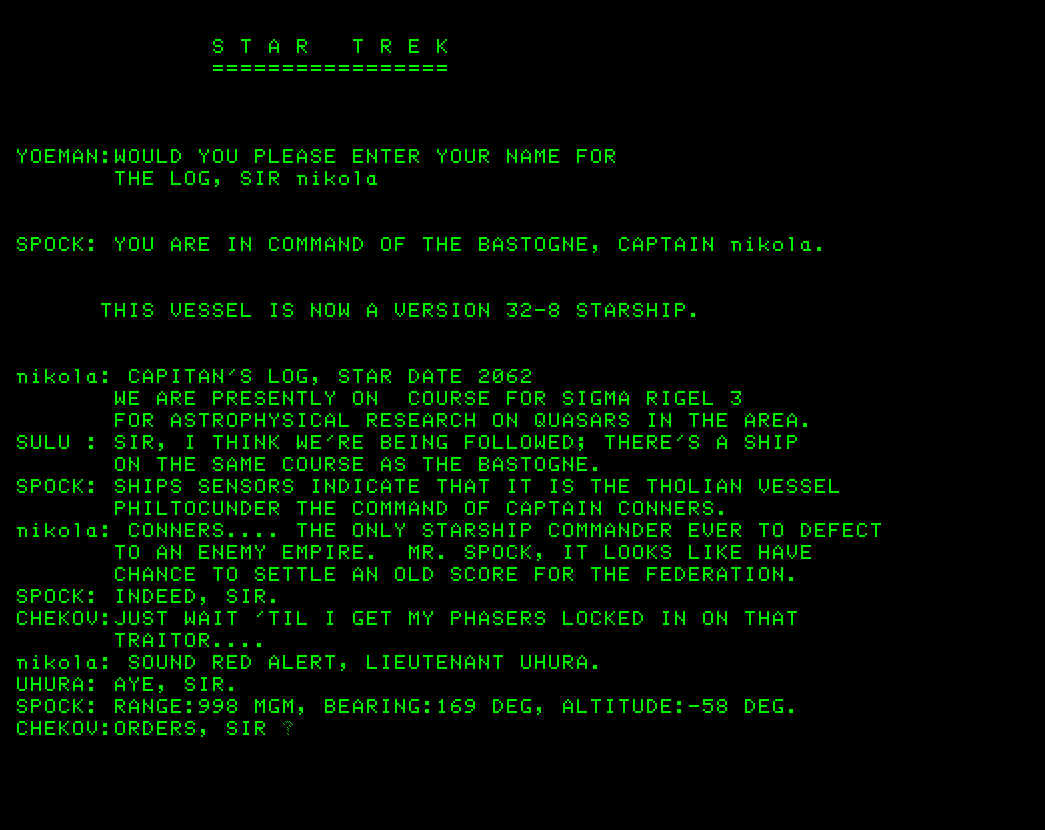 S T A R   T R E K
=================
YOEMAN:WOULD YOU PLEASE ENTER YOUR NAME FOR
THE LOG, SIR nikola
SPOCK: YOU ARE IN COMMAND OF THE BASTOGNE, CAPTAIN nikola.
THIS VESSEL IS NOW A VERSION 32-8 STARSHIP.
nikola: CAPITAN'S LOG, STAR DATE 2062
WE ARE PRESENTLY ON  COURSE FOR SIGMA RIGEL 3
FOR ASTROPHYSICAL RESEARCH ON QUASARS IN THE AREA.
SULU : SIR, I THINK WE'RE BEING FOLLOWED; THERE'S A SHIP
ON THE SAME COURSE AS THE BASTOGNE.
SPOCK: SHIPS SENSORS INDICATE THAT IT IS THE THOLIAN VESSEL
PHILTOCUNDER THE COMMAND OF CAPTAIN CONNERS.
nikola: CONNERS.... THE ONLY STARSHIP COMMANDER EVER TO DEFECT
TO AN ENEMY EMPIRE.  MR. SPOCK, IT LOOKS LIKE HAVE
CHANCE TO SETTLE AN OLD SCORE FOR THE FEDERATION.
SPOCK: INDEED, SIR.
CHEKOV:JUST WAIT 'TIL I GET MY PHASERS LOCKED IN ON THAT
TRAITOR....
nikola: SOUND RED ALERT, LIEUTENANT UHURA.
UHURA: AYE, SIR.
SPOCK: RANGE:998 MGM, BEARING:169 DEG, ALTITUDE:-58 DEG.
CHEKOV:ORDERS, SIR ?